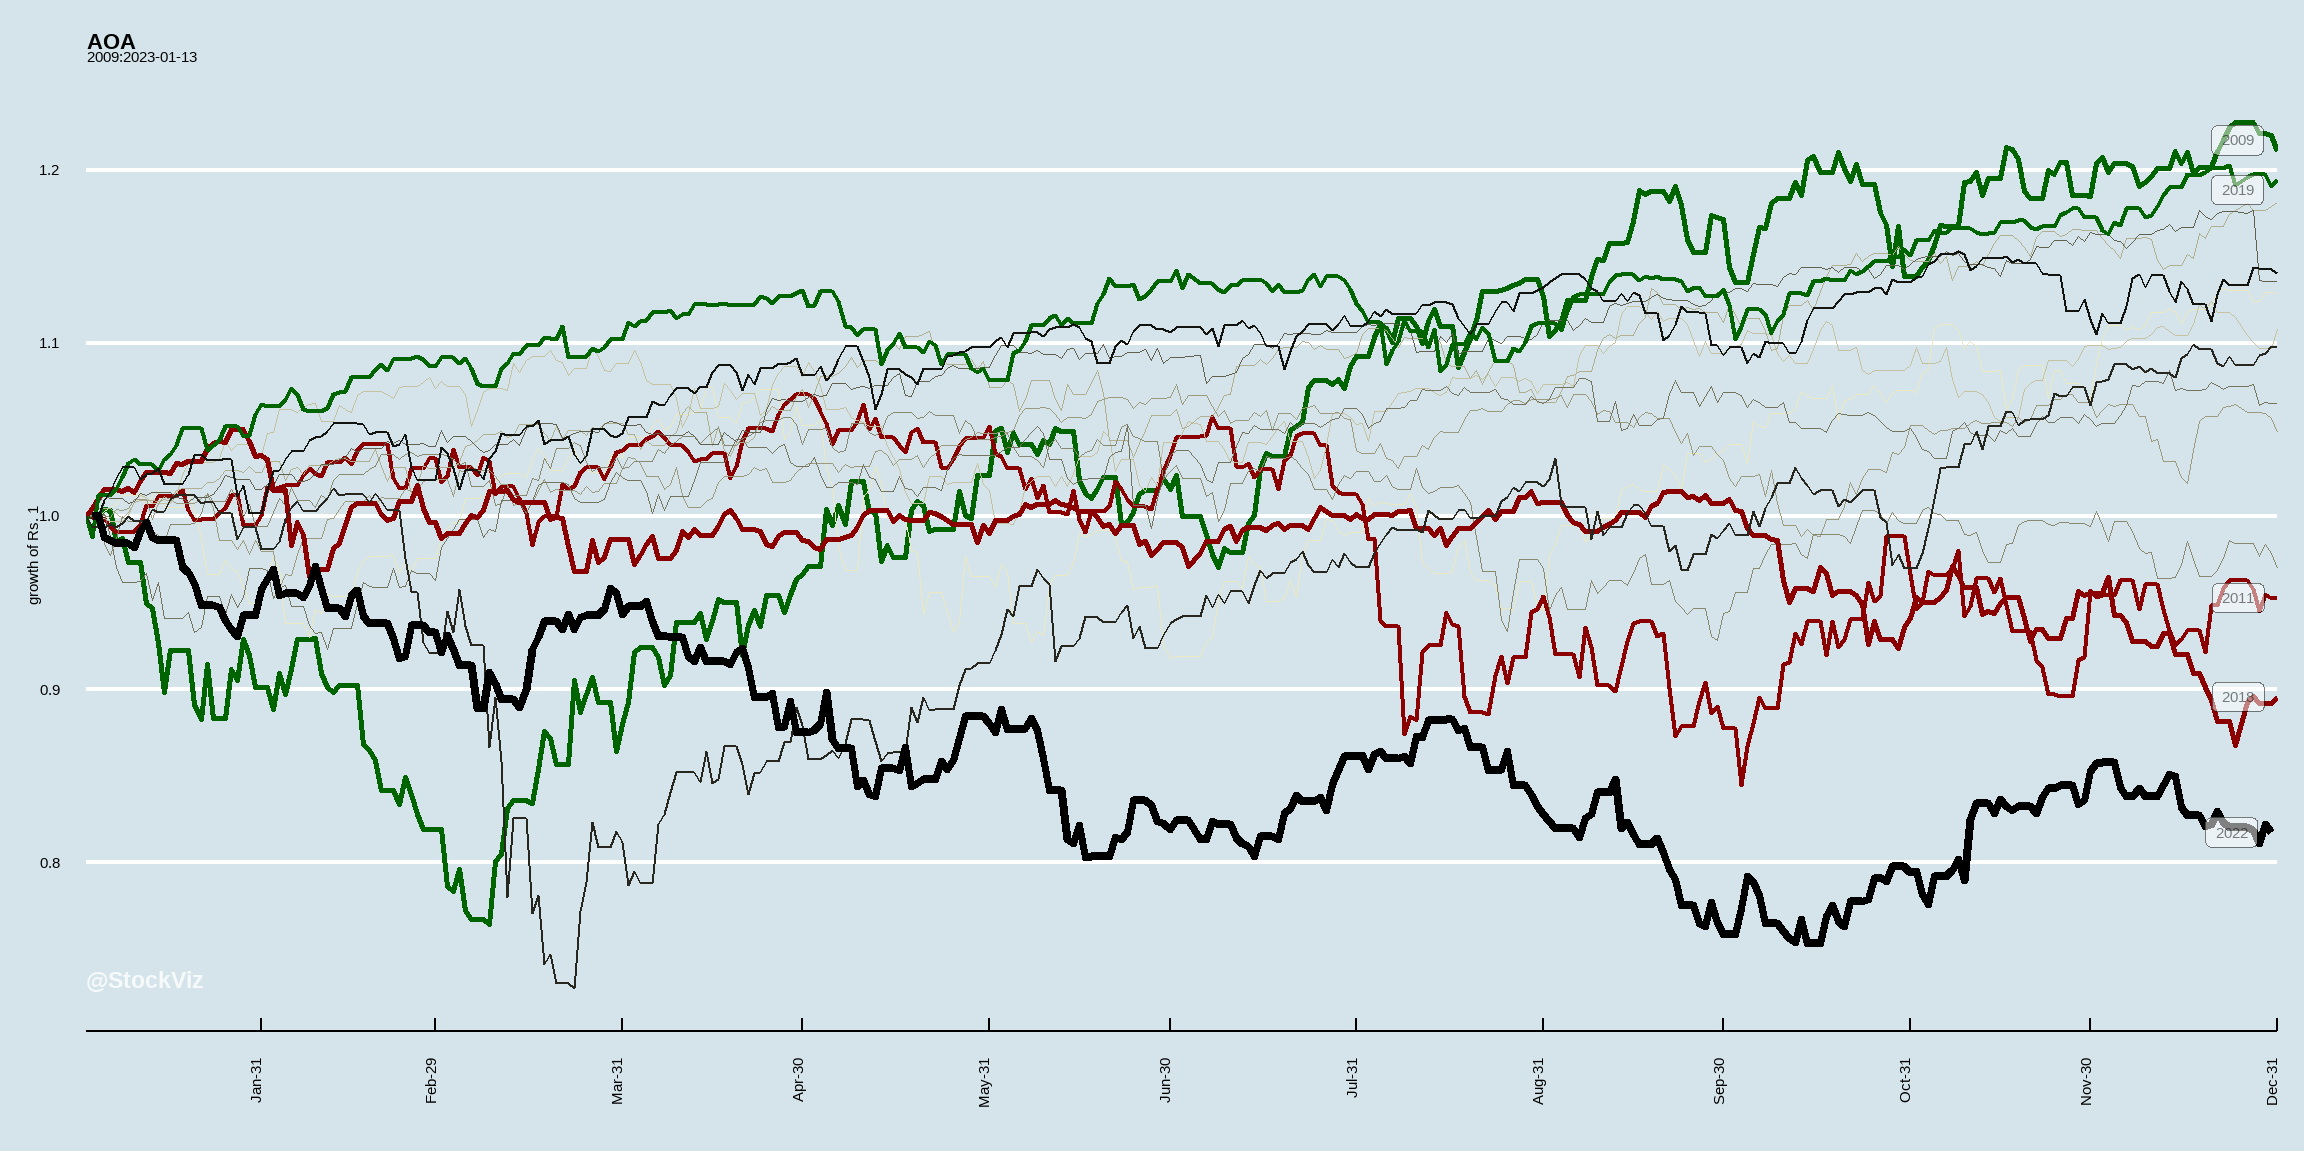 AOA
2009:2023-01-13
growth of Rs. 1
1.2
1.1
1.0
0.9
0.8
2009
2019
2011
2018
2022
@StockViz
Jan-31
Feb-29
Mar-31
Apr-30
May-31
Jun-30
Jul-31
Aug-31
Sep-30
Oct-31
Nov-30
Dec-31